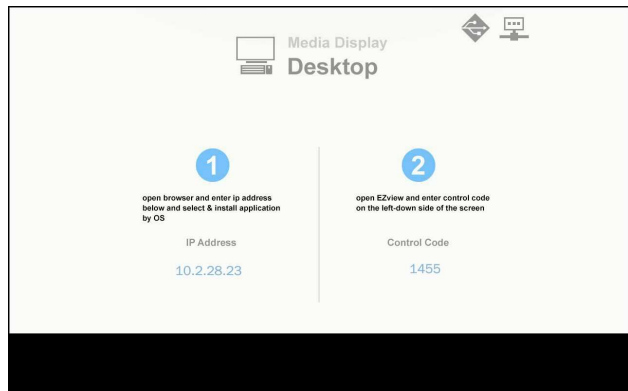 Media Display
Desktop
1
open browser and enter ip address
below and select & install application
by OS
IP Address
10.2.28.23
2
open EZview and enter control code
on the left-down side of the screen
Control Code
1455